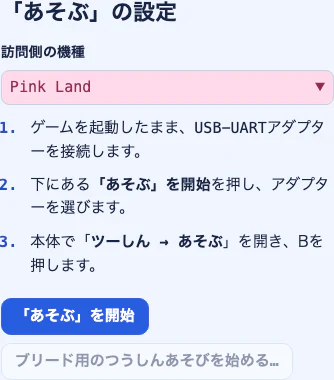 「あそぶ」の設定
訪問側の機種
Pink Land
1. ゲームを起動したまま、USB-UARTアダプタ
ーを接続します。
2. 下にある「あそぶ」を開始を押し、アダプタ
ーを選びます。
3. 本体で「ツーしん → あそぶ」を開き、Bを
押します。
「あそぶ」を開始
ブリード用のつうしんあそびを始める…